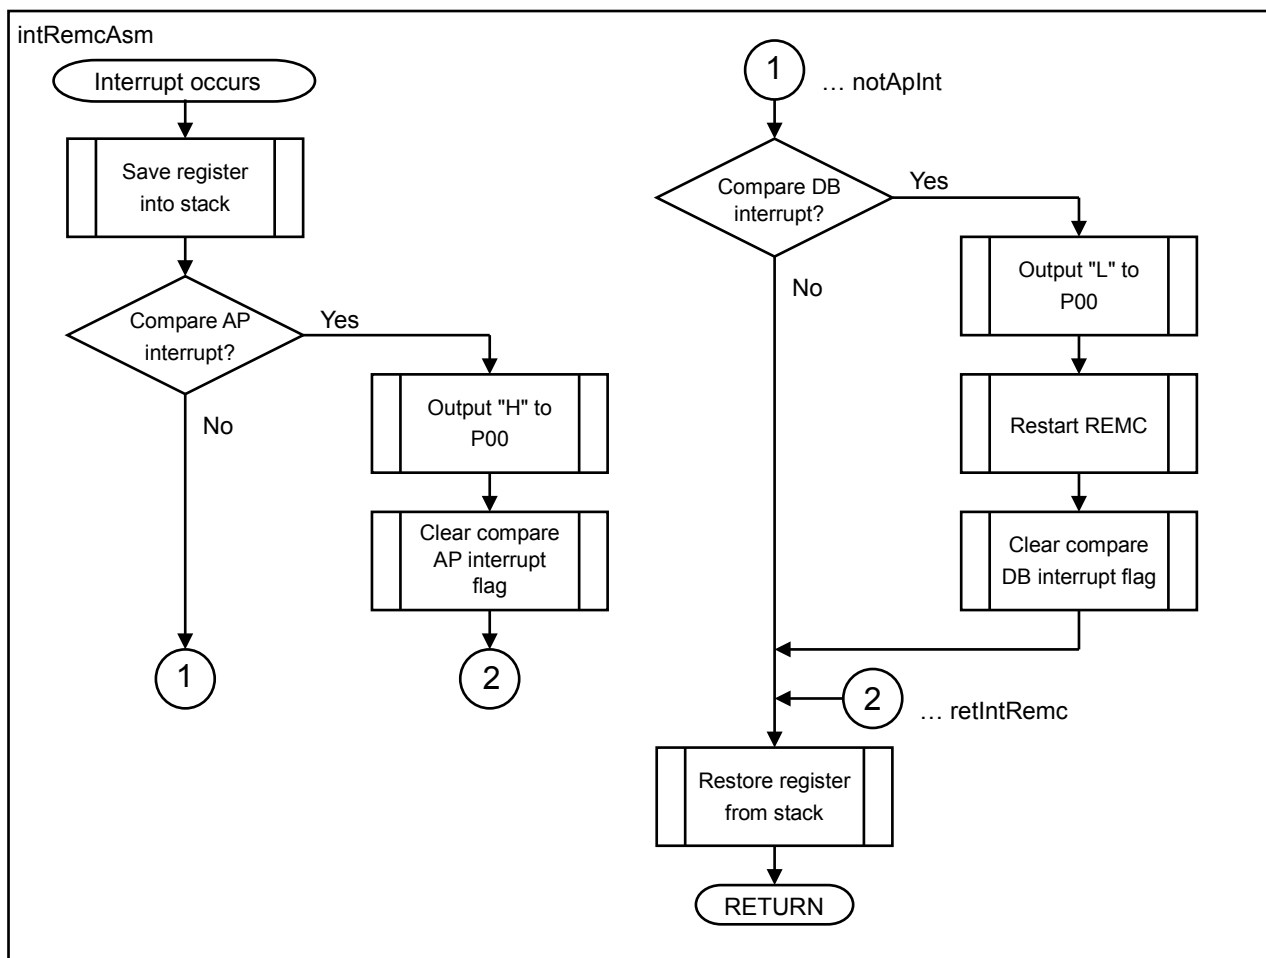 intRemcAsm
Interrupt occurs
Save register
into stack
Compare AP
interrupt?
Yes
No
Output "H" to
P00
Clear compare
AP interrupt
flag
1
2
1
… notApInt
Compare DB
interrupt?
Yes
No
Output "L" to
P00
Restart REMC
Clear compare
DB interrupt flag
2
… retIntRemc
Restore register
from stack
RETURN